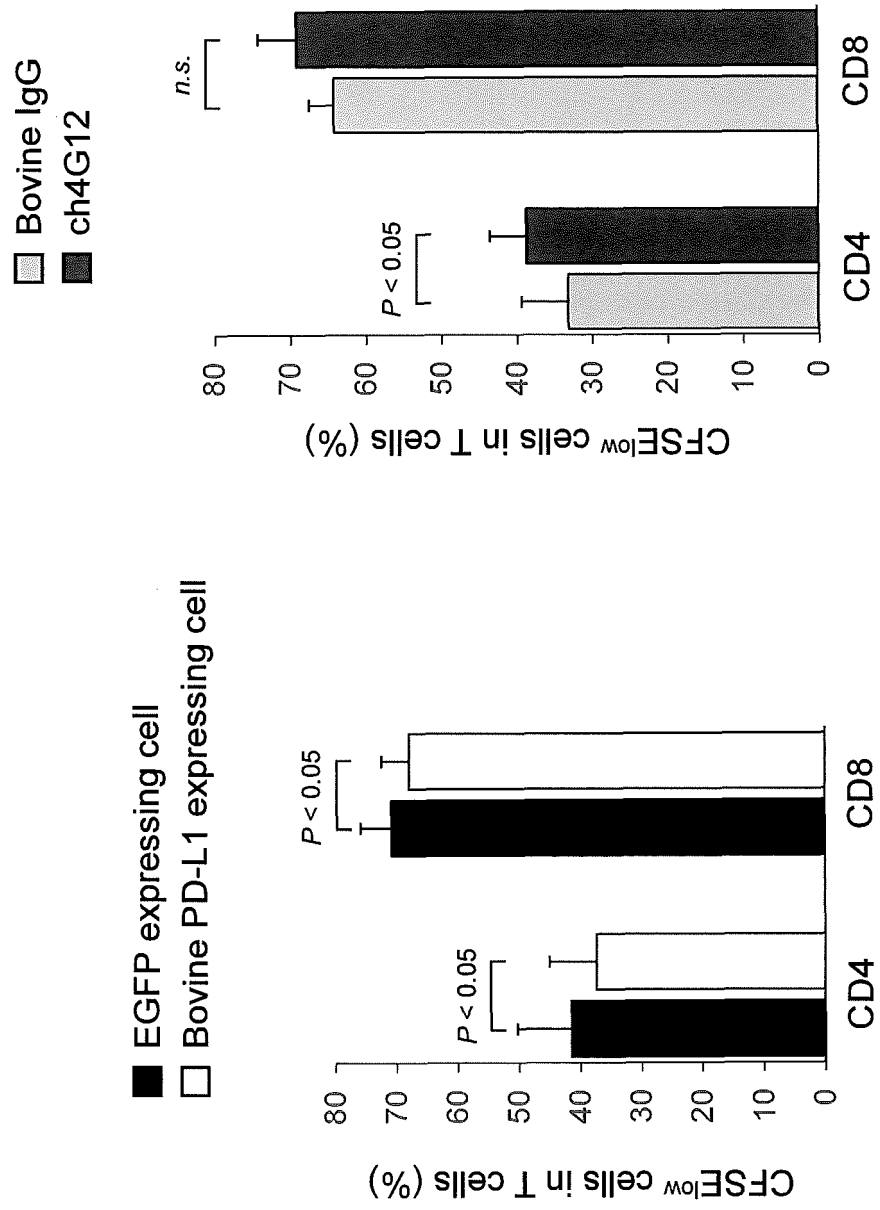 EGFP expressing cell
Bovine PD-L1 expressing cell
CFSElow cells in T cells (%)
80
70
60
50
40
30
20
10
0
P < 0.05
P < 0.05
CD4
CD8
Bovine IgG
ch4G12
CFSElow cells in T cells (%)
80
70
60
50
40
30
20
10
0
P < 0.05
n.s.
CD4
CD8